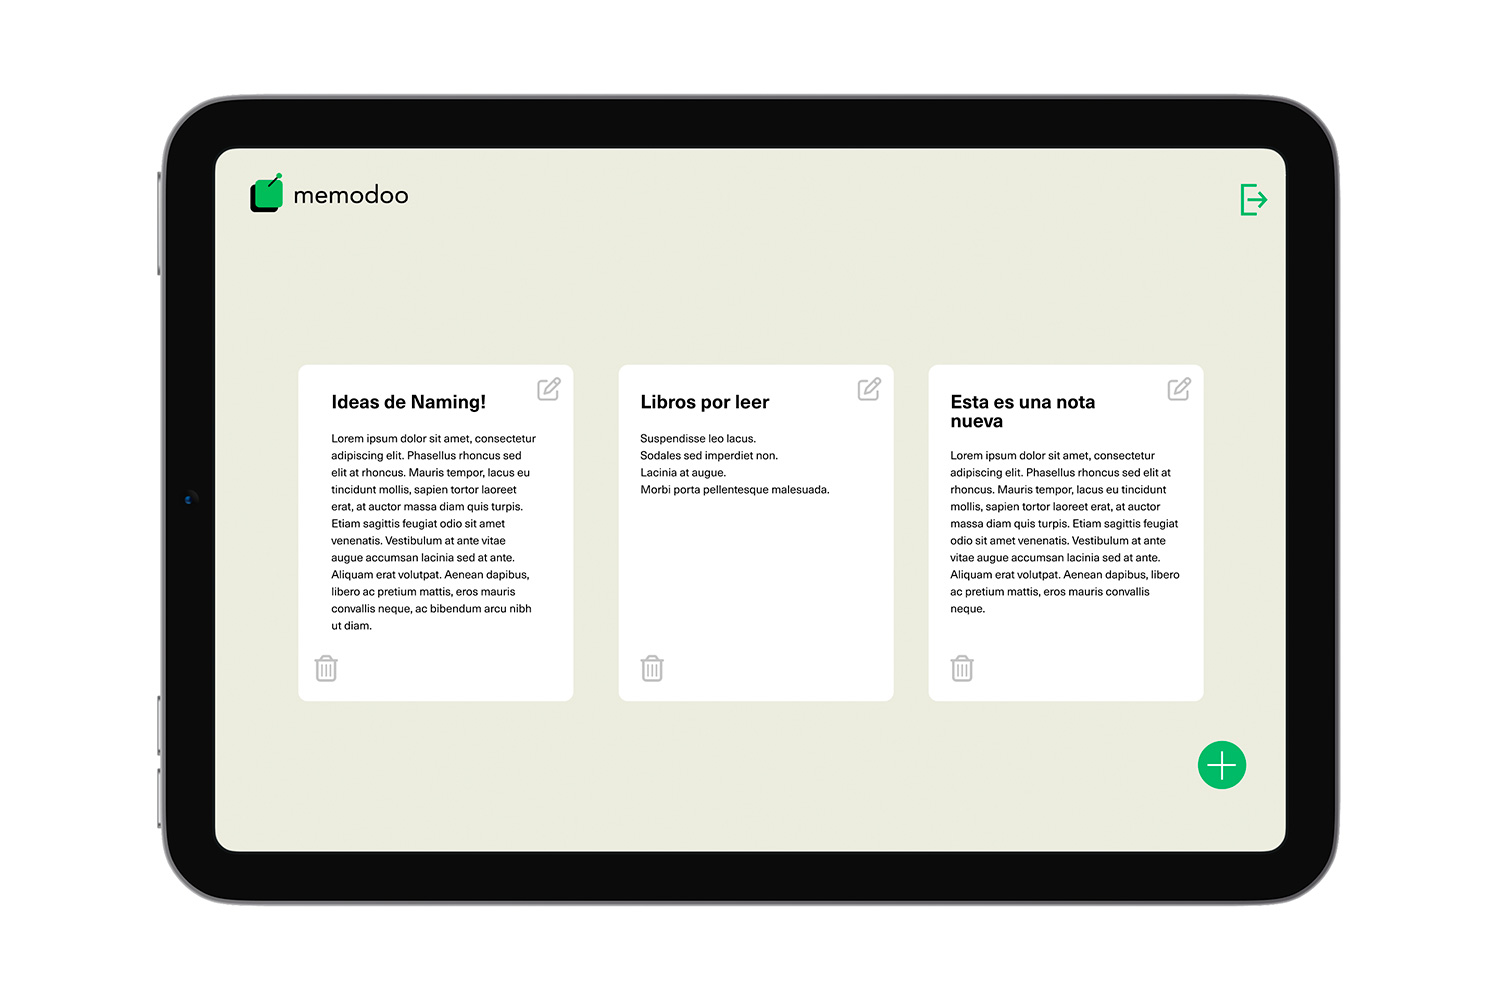 memodoo
Ideas de Naming!
Lorem ipsum dolor sit amet, consectetur
adipiscing elit. Phasellus rhoncus sed
elit at rhoncus. Mauris tempor, lacus eu
tincidunt mollis, sapien tortor laoreet
erat, at auctor massa diam quis turpis.
Etiam sagittis feugiat odio sit amet
venenatis. Vestibulum at ante vitae
augue accumsan lacinia sed at ante.
Aliquam erat volutpat. Aenean dapibus,
libero ac pretium mattis, eros mauris
convallis neque, ac bibendum arcu nibh
ut diam.
Libros por leer
Suspendisse leo lacus.
Sodales sed imperdiet non.
Lacinia at augue.
Morbi porta pellentesque malesuada.
Esta es una nota
nueva
Lorem ipsum dolor sit amet, consectetur
adipiscing elit. Phasellus rhoncus sed elit at
rhoncus. Mauris tempor, lacus eu tincidunt
mollis, sapien tortor laoreet erat, at auctor
massa diam quis turpis. Etiam sagittis feugiat
odio sit amet venenatis. Vestibulum at ante
vitae augue accumsan lacinia sed at ante.
Aliquam erat volutpat. Aenean dapibus, libero
ac pretium mattis, eros mauris convallis
neque.